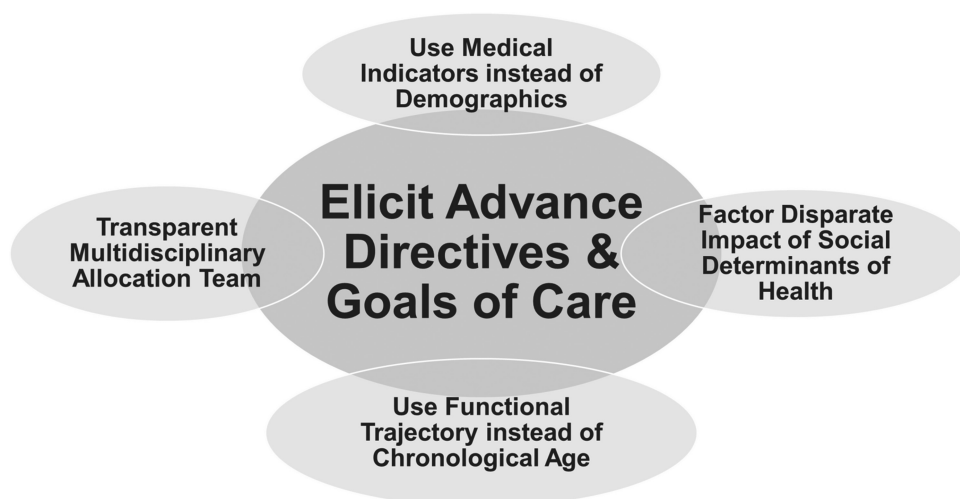 Use Medical
Indicators instead of
Demographics
Transparent
Multidisciplinary
Allocation Team
Elicit Advance
Directives &
Goals of Care
Factor Disparate
Impact of Social
Determinants of
Health
Use Functional
Trajectory instead of
Chronological Age